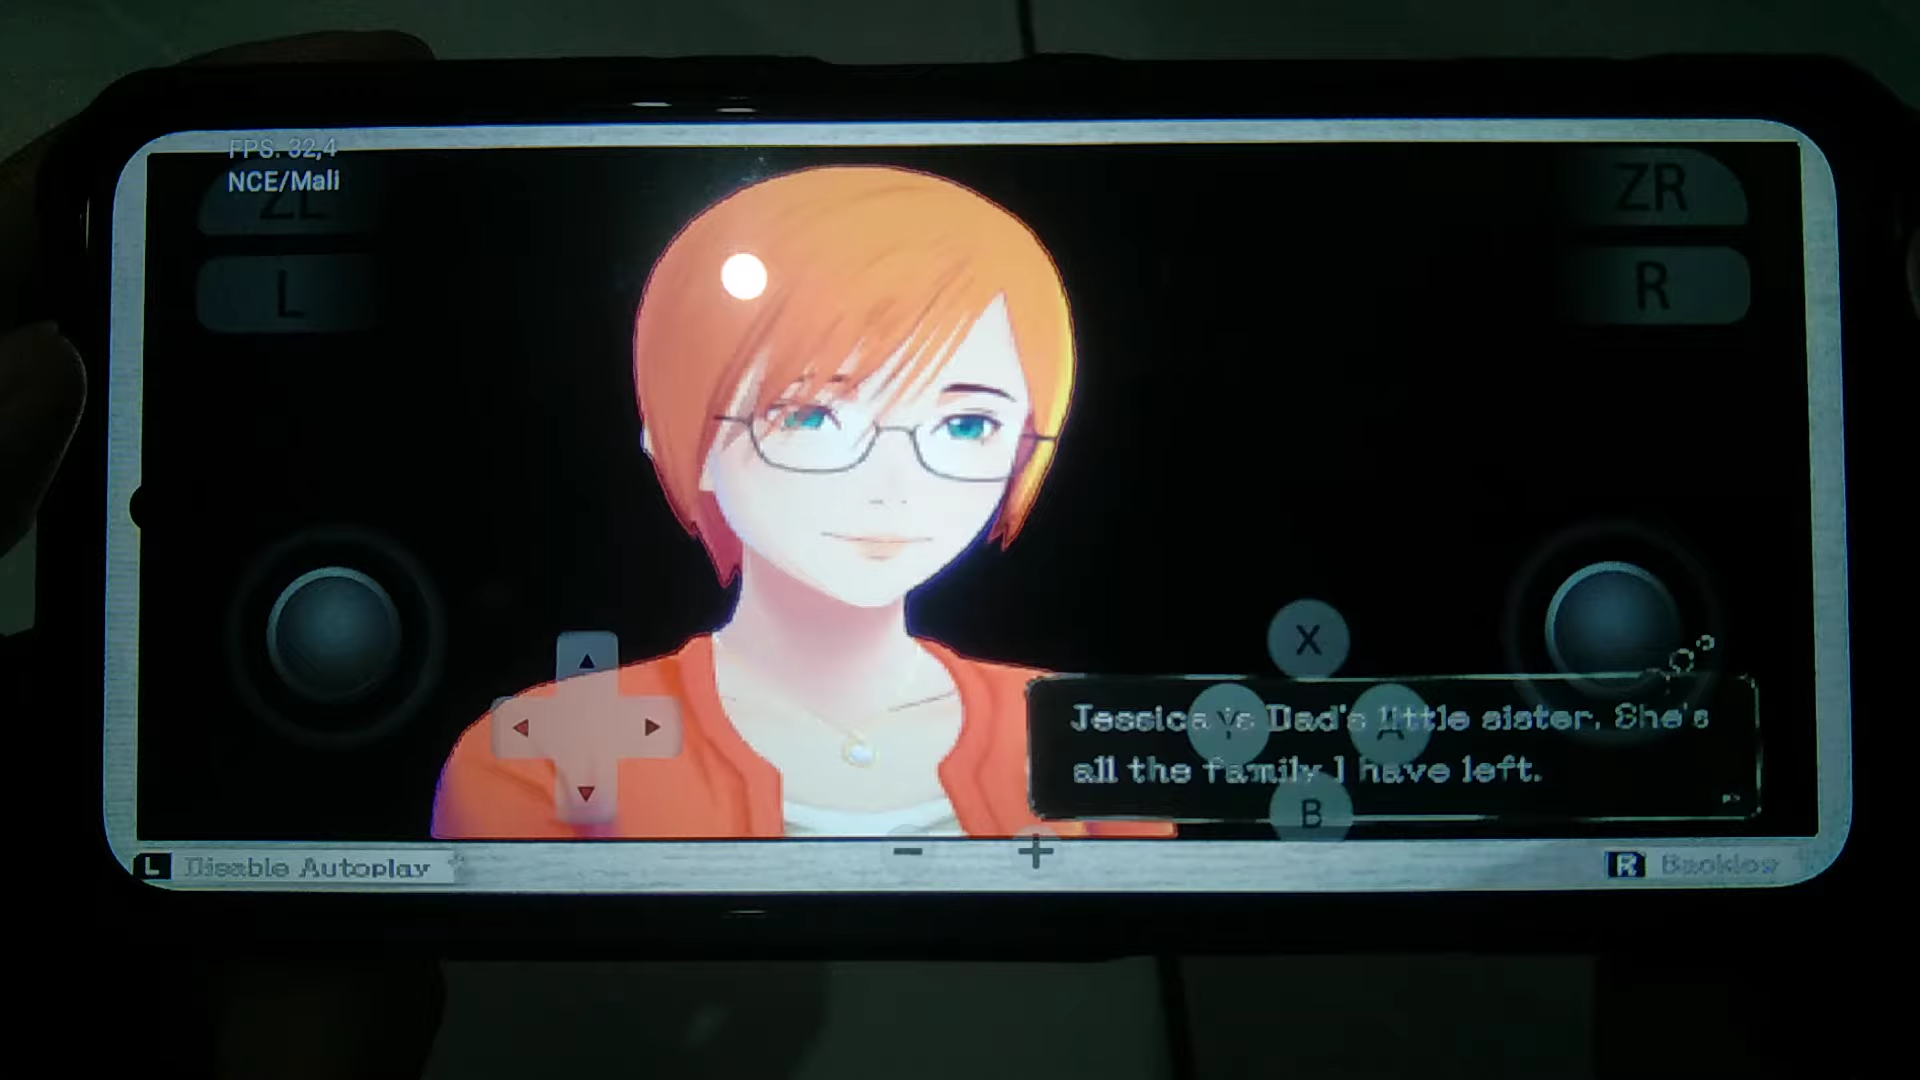 FPS: 32,4
NCE/Mali
ZL
ZR
L
R
X
Y
A
Jessica is Dad's little sister. She's
all the family I have left.
B
- +
L Disable Autoplay
R Backlog